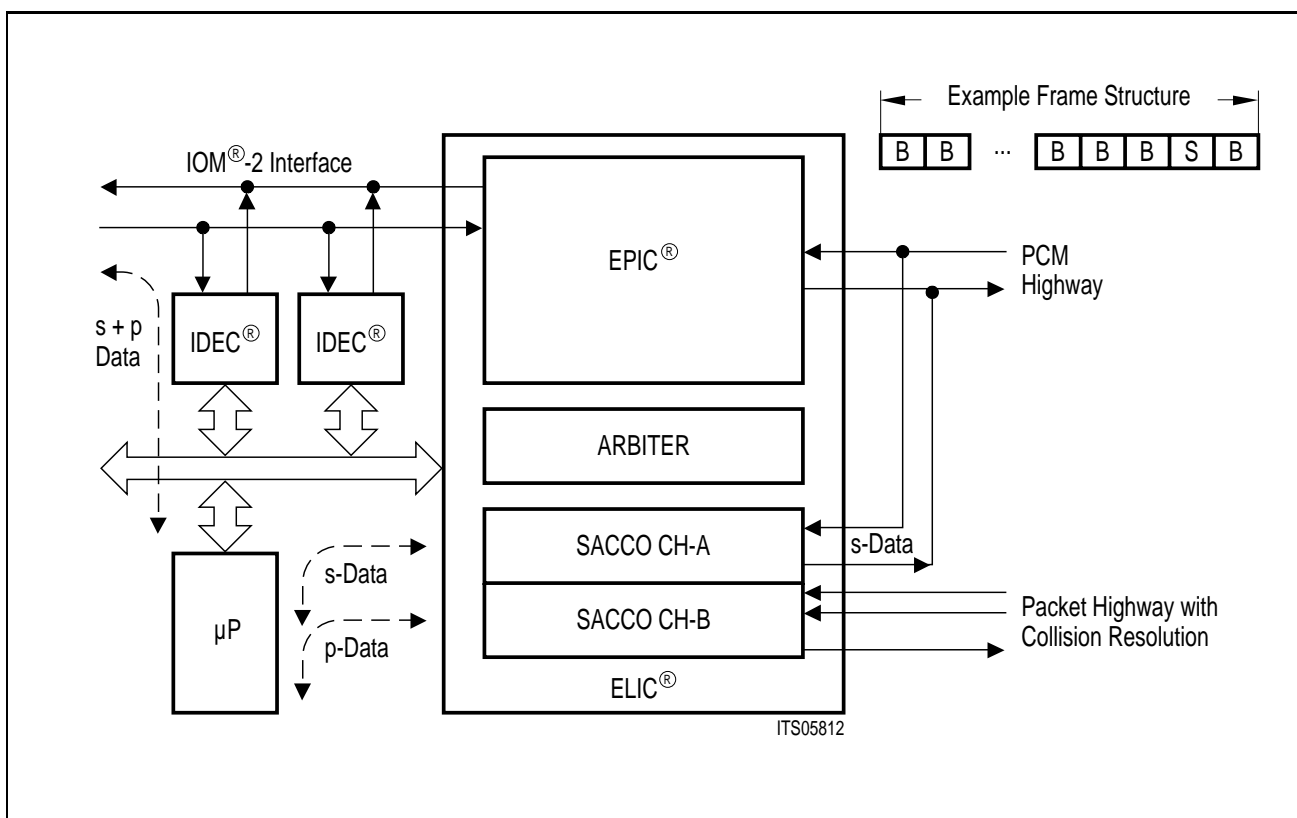 Example Frame Structure
B B ... B B B S B
IOM®-2 Interface
EPIC®
PCM
Highway
s + p
Data
IDEC®
IDEC®
ARBITER
SACCO CH-A
s-Data
s-Data
µP
SACCO CH-B
Packet Highway with
Collision Resolution
p-Data
ELIC®
ITS05812